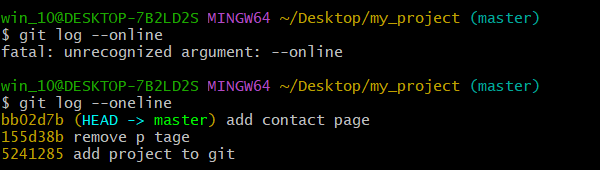 win_10@DESKTOP-7B2LD2S MINGW64 ~/Desktop/my_project (master)
$ git log --online
fatal: unrecognized argument: --online
win_10@DESKTOP-7B2LD2S MINGW64 ~/Desktop/my_project (master)
$ git log --oneline
bb02d7b (HEAD -> master) add contact page
155d38b remove p tage
5241285 add project to git